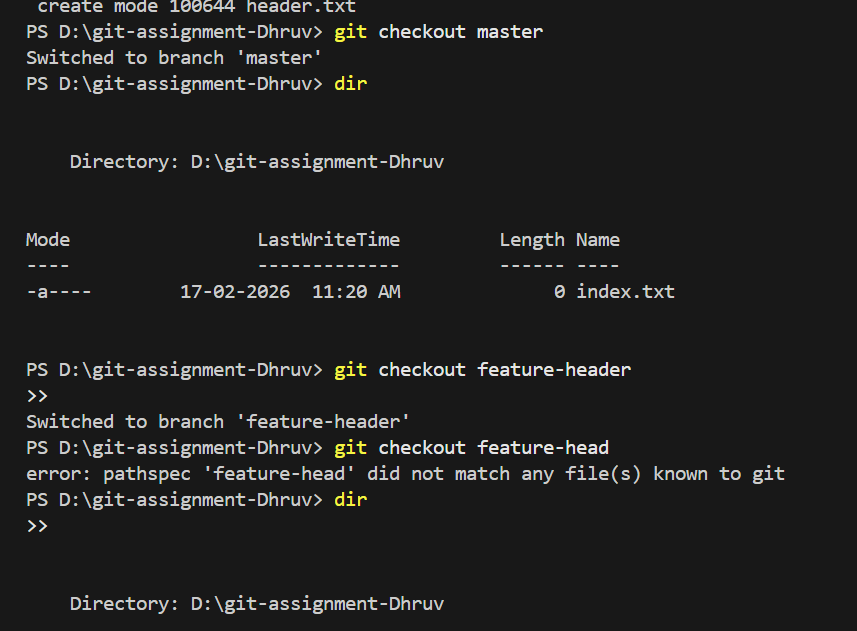 create mode 100644 header.txt
PS D:\git-assignment-Dhruv> git checkout master
Switched to branch 'master'
PS D:\git-assignment-Dhruv> dir
Directory: D:\git-assignment-Dhruv
Mode LastWriteTime Length Name
---- ------------- ------ ----
-a---- 17-02-2026 11:20 AM 0 index.txt
PS D:\git-assignment-Dhruv> git checkout feature-header
>>
Switched to branch 'feature-header'
PS D:\git-assignment-Dhruv> git checkout feature-head
error: pathspec 'feature-head' did not match any file(s) known to git
PS D:\git-assignment-Dhruv> dir
>>
Directory: D:\git-assignment-Dhruv